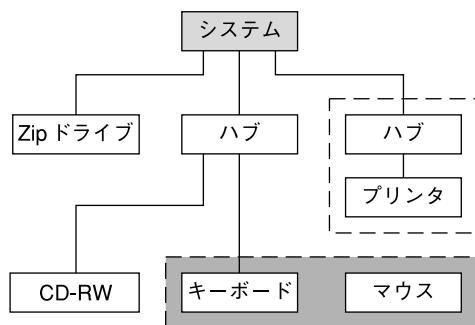 システム
Zip ドライブ
ハブ
ハブ
プリンタ
CD-RW
キーボード
マウス